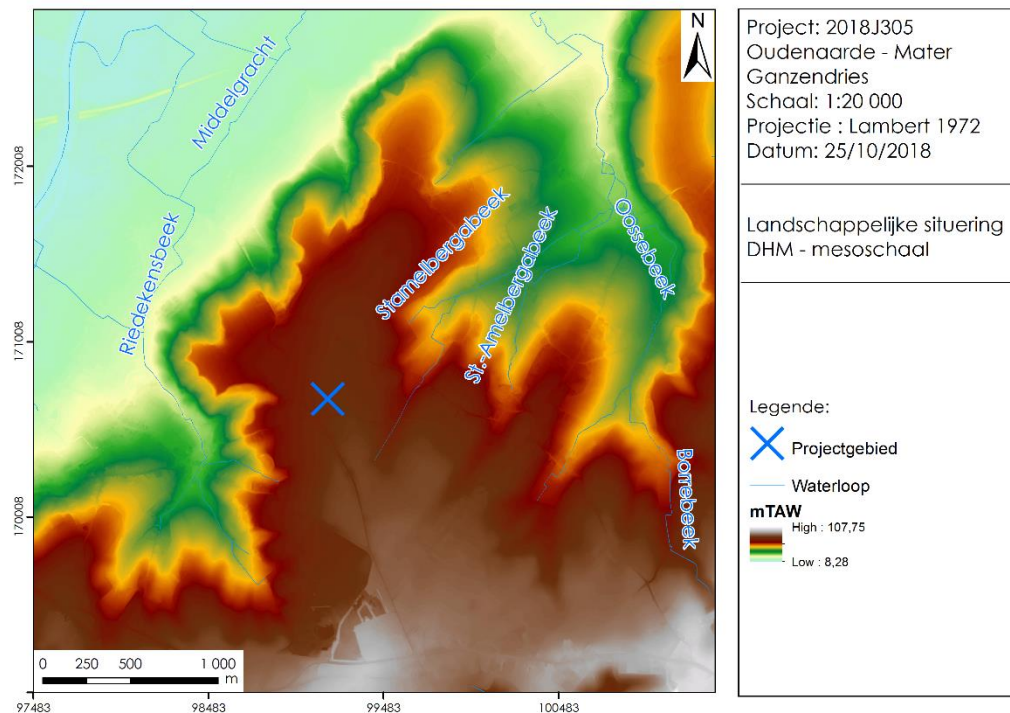 Project: 2018J305
Oudenaarde - Mater
Ganzendries
Schaal: 1:20 000
Projectie : Lambert 1972
Datum: 25/10/2018
Landschappelijke situering
DHM - mesoschaal
Legende:
Projectgebied
Waterloop
mTAW
High : 107,75
Low : 8,28
N
Middelgracht
Riedekensbeek
Stamelbergabeek
St.-Amelbergabeek
Oossebeek
Borrebeek
172008
171008
170008
0 250 500 1 000
m
97483 98483 99483 100483